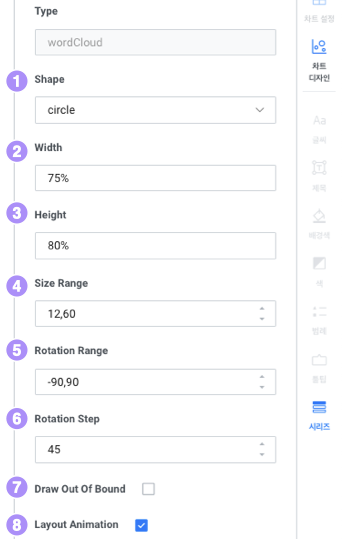 Type
wordCloud
1 Shape
circle
2 Width
75%
3 Height
80%
4 Size Range
12,60
5 Rotation Range
-90,90
6 Rotation Step
45
7 Draw Out Of Bound
8 Layout Animation
차트 설정
차트
디자인
Aa
글씨
T
제목
배경색
색
범례
툴팁
시리즈